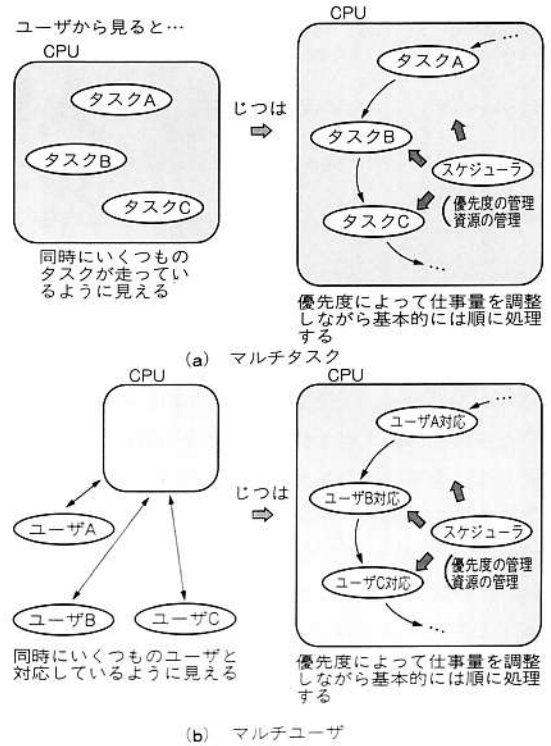 ユーザから見ると…
CPU
タスクA
タスクB
タスクC
同時にいくつもの
タスクが走ってい
るように見える
じつは
CPU
…
タスクA
タスクB
スケジューラ
タスクC
(優先度の管理
資源の管理
…
優先度によって仕事量を調整
しながら基本的には順に処理
する
(a) マルチタスク
CPU
ユーザA
ユーザB
ユーザC
同時にいくつものユーザと
対応しているように見える
じつは
CPU
…
ユーザA対応
ユーザB対応
スケジューラ
ユーザC対応
(優先度の管理
資源の管理
…
優先度によって仕事量を調整
しながら基本的には順に処理
する
(b) マルチユーザ